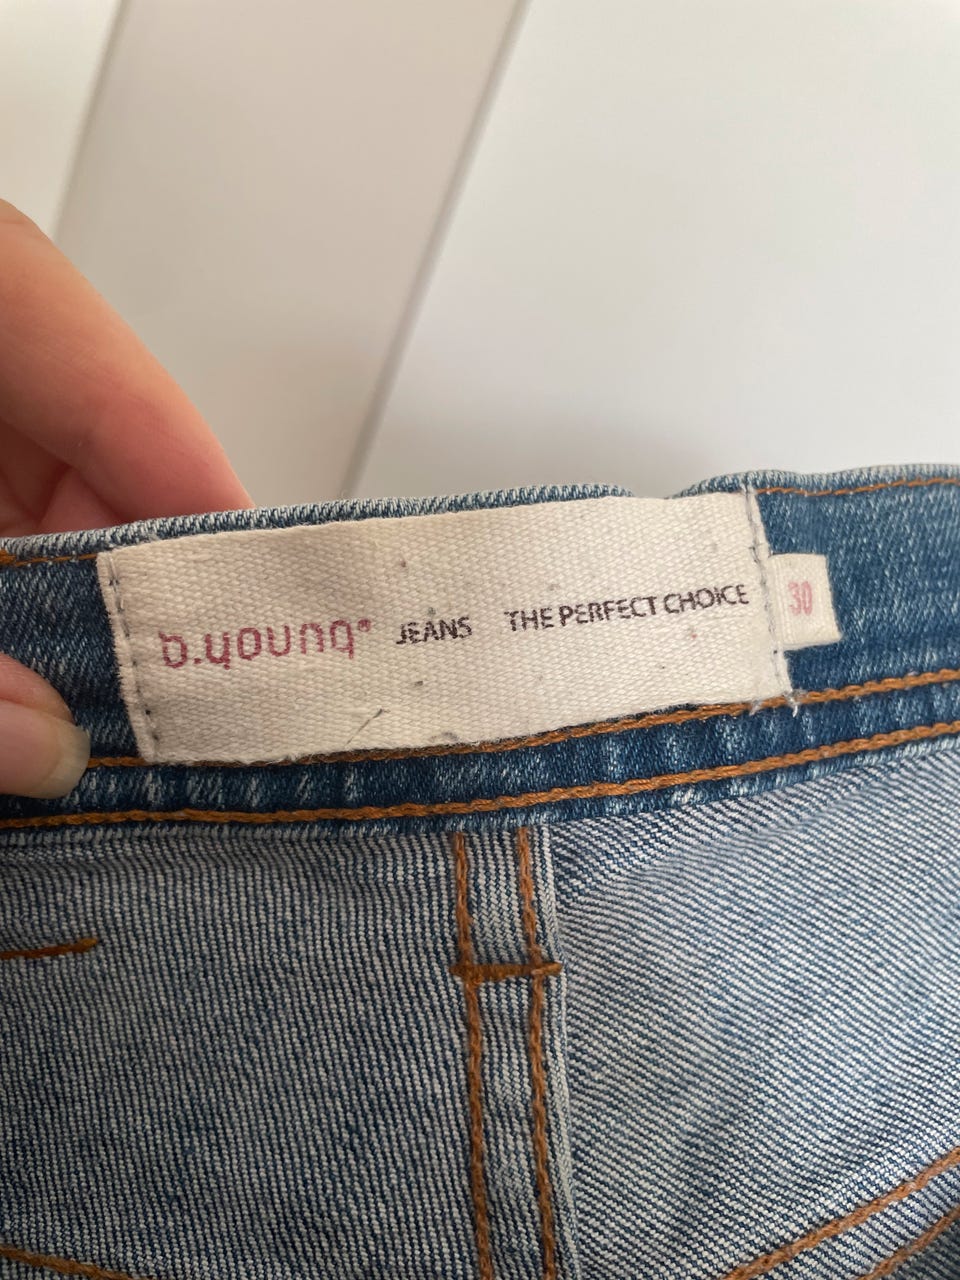 b.young® JEANS THE PERFECT CHOICE
30